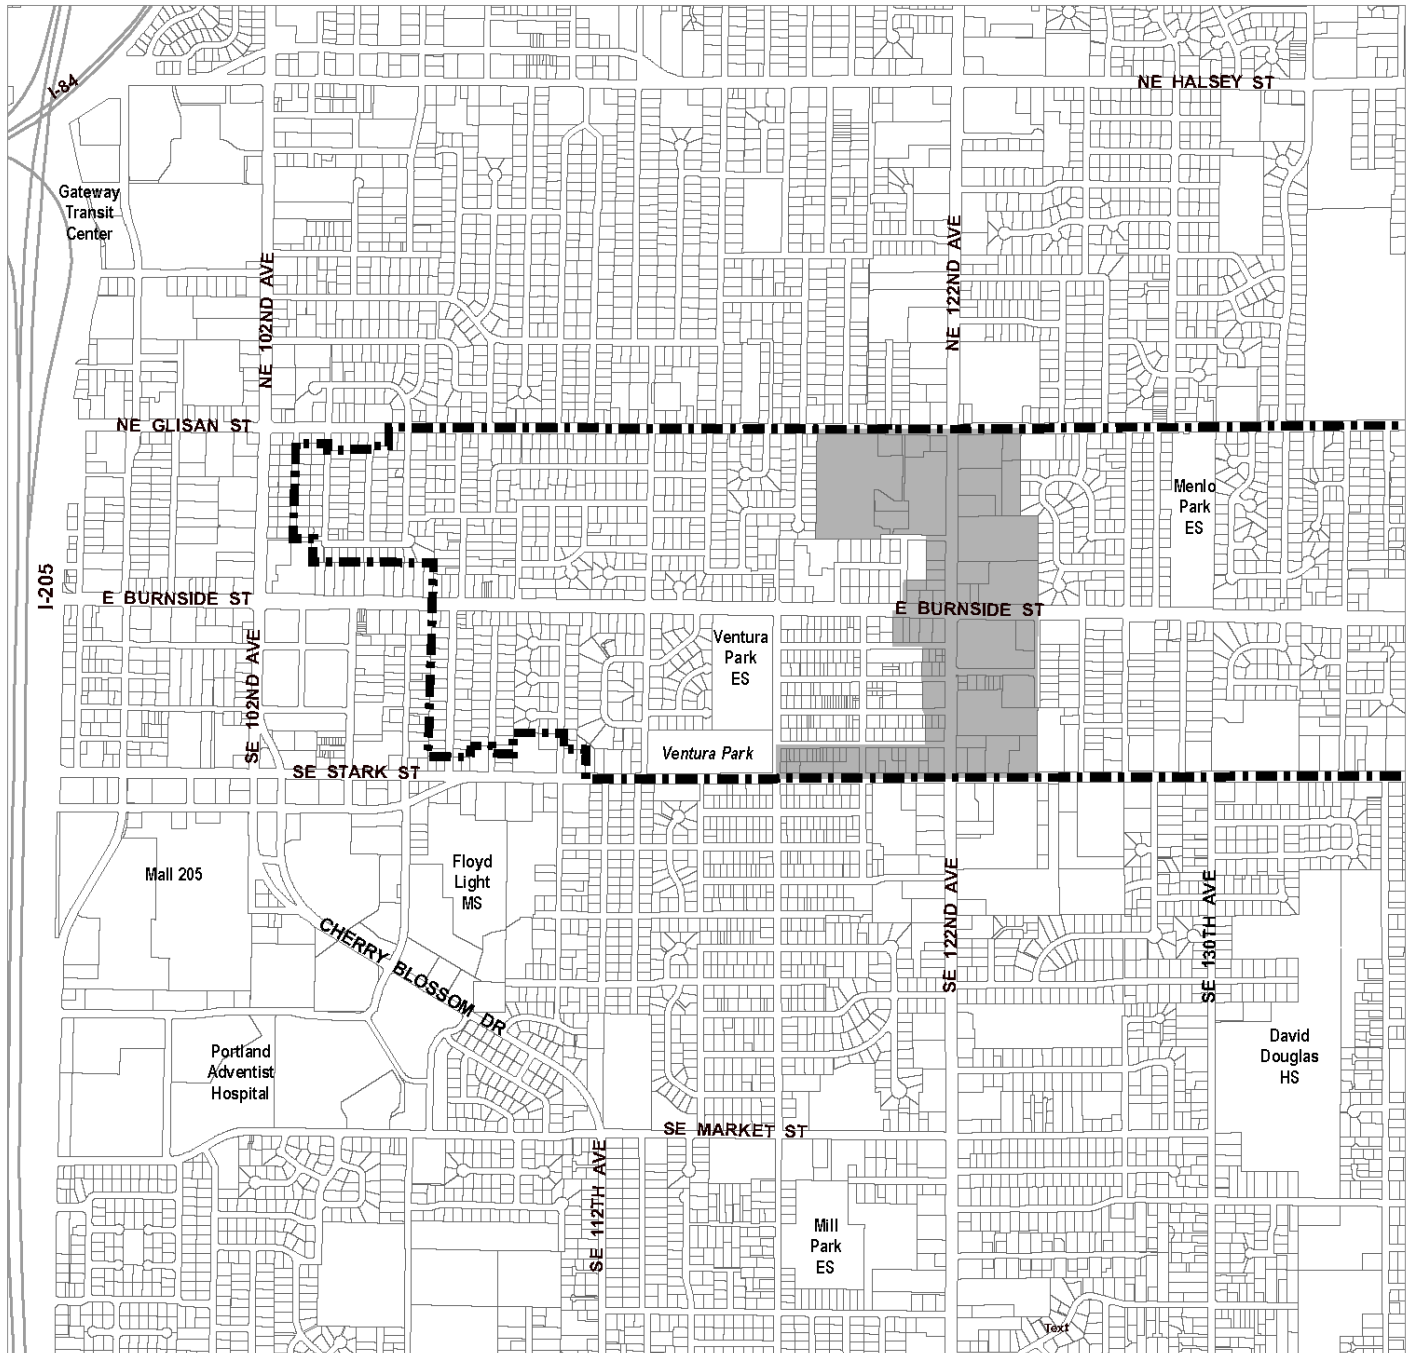 NE HALSEY ST
I-84
Gateway
Transit
Center
NE 102ND AVE
NE 122ND AVE
NE GLISAN ST
Menlo
Park
ES
I-205
E BURNSIDE ST
E BURNSIDE ST
SE 102ND AVE
Ventura
Park
ES
Ventura Park
SE STARK ST
Mall 205
Floyd
Light
MS
SE 122ND AVE
SE 130TH AVE
CHERRY BLOSSOM DR
Portland
Adventist
Hospital
David
Douglas
HS
SE MARKET ST
SE 112TH AVE
Mill
Park
ES
Text